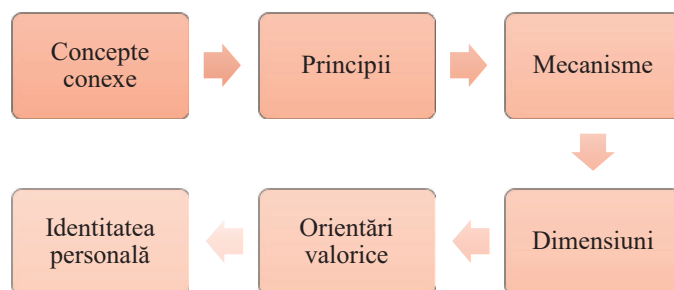 Concepte
conexe
Principii
Mecanisme
Dimensiuni
Orientări
valorice
Identitatea
personală